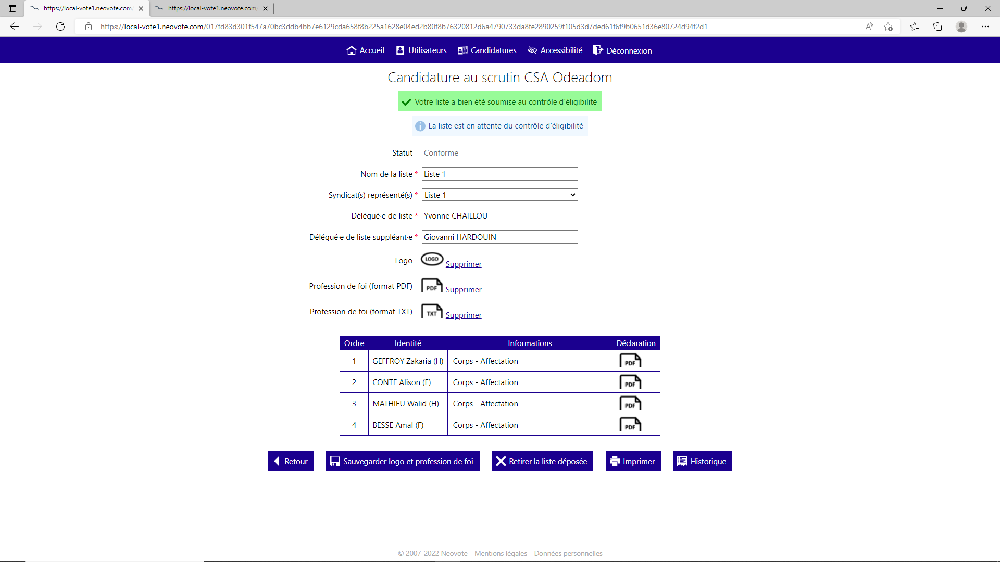 https://local-vote1.neovote.com
https://local-vote1.neovote.com
https://local-vote1.neovote.com/017fd83d301f547a70bc3ddb4bb7e6129cda658f8b225a1628e04ed2b80f8b76320812d6a4790733da8fe2890259f105d3d7ded61f6f9b0651d36e80724d94f2d1
Accueil Utilisateurs Candidatures Accessibilité Déconnexion
Candidature au scrutin CSA Odeadom
Votre liste a bien été soumise au contrôle d'éligibilité
La liste est en attente du contrôle d'éligibilité
Statut Conforme
Nom de la liste * Liste 1
Syndicat(s) représenté(s) * Liste 1
Délégué·e de liste * Yvonne CHAILLOU
Délégué·e de liste suppléant·e * Giovanni HARDOUIN
Logo LOGO Supprimer
Profession de foi (format PDF) PDF Supprimer
Profession de foi (format TXT) TXT Supprimer
Ordre Identité Informations Déclaration
1 GEFFROY Zakaria (H) Corps - Affectation PDF
2 CONTE Alison (F) Corps - Affectation PDF
3 MATHIEU Walid (H) Corps - Affectation PDF
4 BESSE Amal (F) Corps - Affectation PDF
Retour Sauvegarder logo et profession de foi Retirer la liste déposée Imprimer Historique
© 2007-2022 Neovote Mentions légales Données personnelles